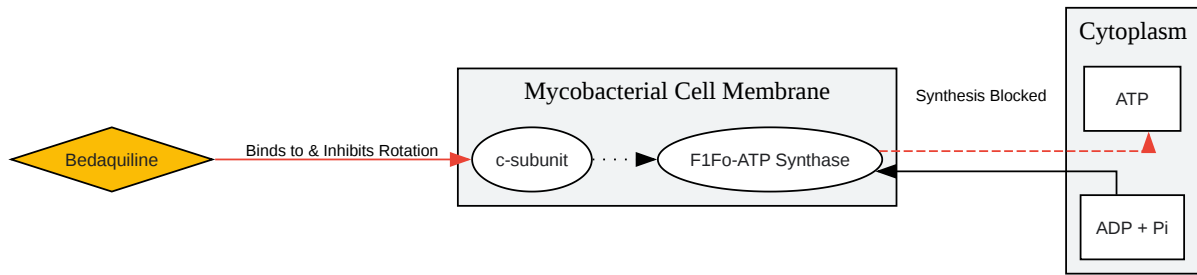 Cytoplasm
Mycobacterial Cell Membrane
Synthesis Blocked
ATP
Bedaquiline
Binds to & Inhibits Rotation
c-subunit
F1Fo-ATP Synthase
ADP + Pi